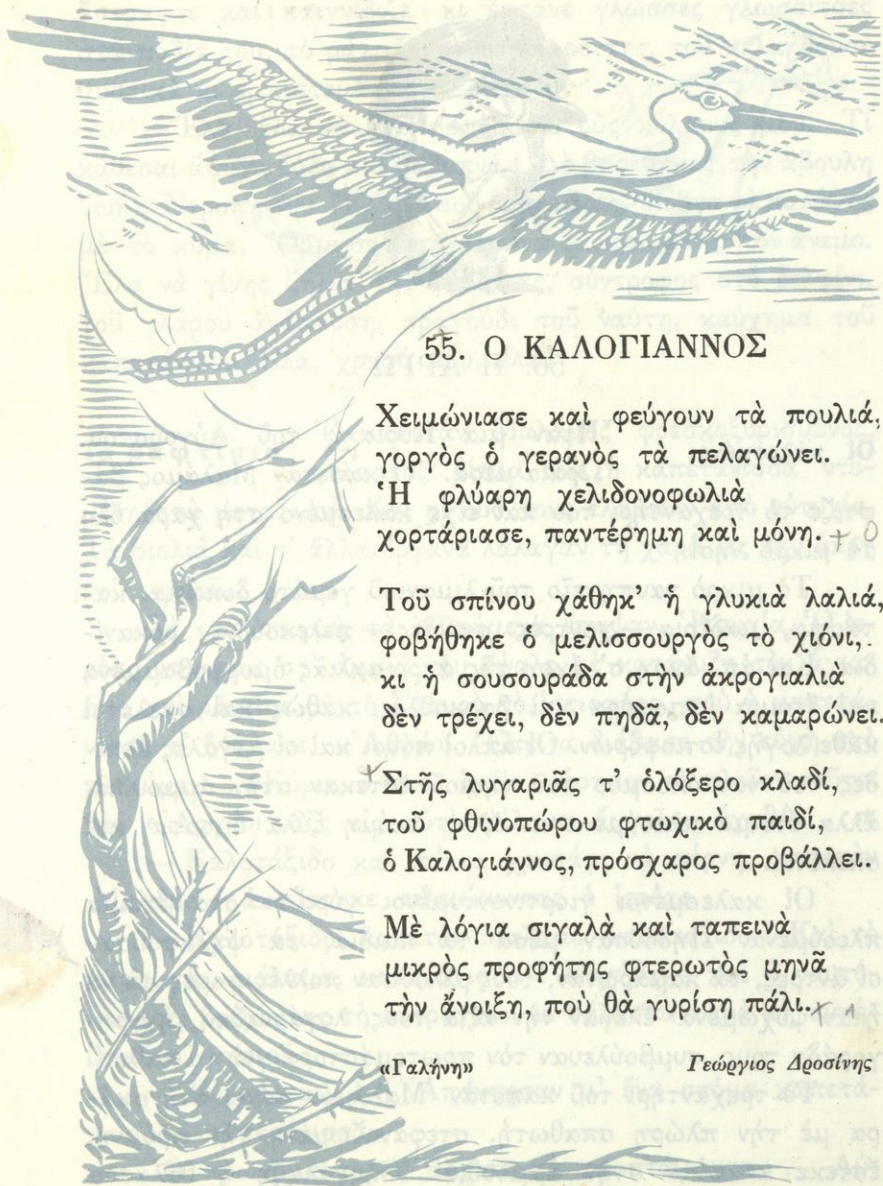 55. Ο ΚΑΛΟΓΙΑΝΝΟΣ
Χειμώνιασε καὶ φεύγουν τὰ πουλιά,
γοργὸς ὁ γερανὸς τὰ πελαγώνει.
Ἡ φλύαρη χελιδονοφωλιὰ
χορτάριασε, παντέρημη καὶ μόνη.
Τοῦ σπίνου χάθηκ' ἡ γλυκιὰ λαλιά,
φοβήθηκε ὁ μελισσουργὸς τὸ χιόνι,
κι ἡ σουσουράδα στὴν ἀκρογιαλιὰ
δὲν τρέχει, δὲν πηδᾶ, δὲν καμαρώνει.
Στῆς λυγαριᾶς τ' ὁλόξερο κλαδί,
τοῦ φθινοπώρου φτωχικὸ παιδί,
ὁ Καλογιάννος, πρόσχαρος προβάλλει.
Μὲ λόγια σιγαλὰ καὶ ταπεινὰ
μικρὸς προφήτης φτερωτὸς μηνᾶ
τὴν ἄνοιξη, ποὺ θὰ γυρίση πάλι.
«Γαλήνη» Γεώργιος Δροσίνης